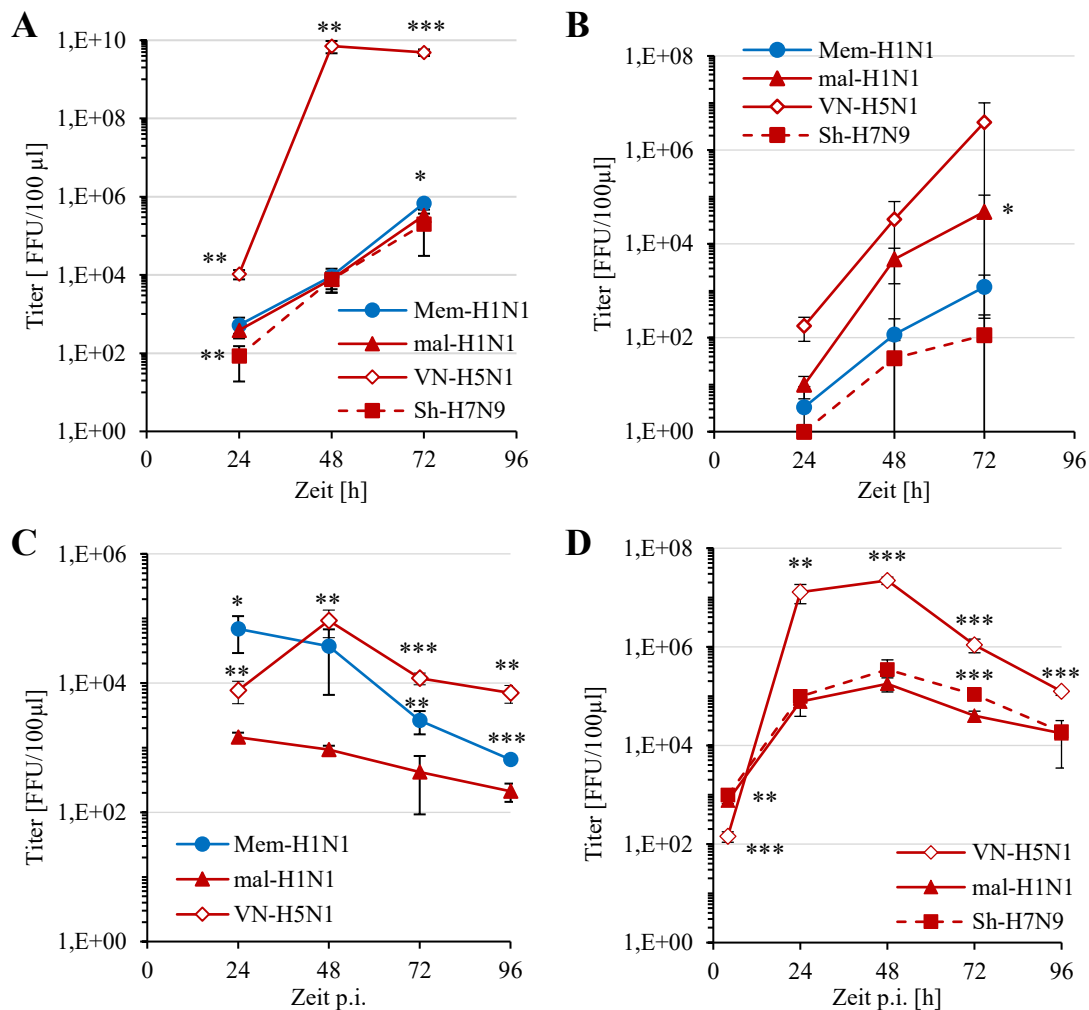 A
Titer [ FFU/100 µl]
1,E+10
1,E+08
1,E+06
1,E+04
1,E+02
1,E+00
** *** * ** **
Mem-H1N1
mal-H1N1
VN-H5N1
Sh-H7N9
0 24 48 72 96
Zeit [h]
B
Titer [FFU/100µl]
1,E+08
1,E+06
1,E+04
1,E+02
1,E+00
Mem-H1N1
mal-H1N1
VN-H5N1
Sh-H7N9
*
0 24 48 72 96
Zeit [h]
C
Titer [FFU/100µl]
1,E+06
1,E+04
1,E+02
1,E+00
* ** *** **
** ** ***
Mem-H1N1
mal-H1N1
VN-H5N1
0 24 48 72 96
Zeit p.i.
D
Titer [FFU/100µl]
1,E+08
1,E+06
1,E+04
1,E+02
1,E+00
** *** *** *** ***
**
***
VN-H5N1
mal-H1N1
Sh-H7N9
0 24 48 72 96
Zeit p.i. [h]